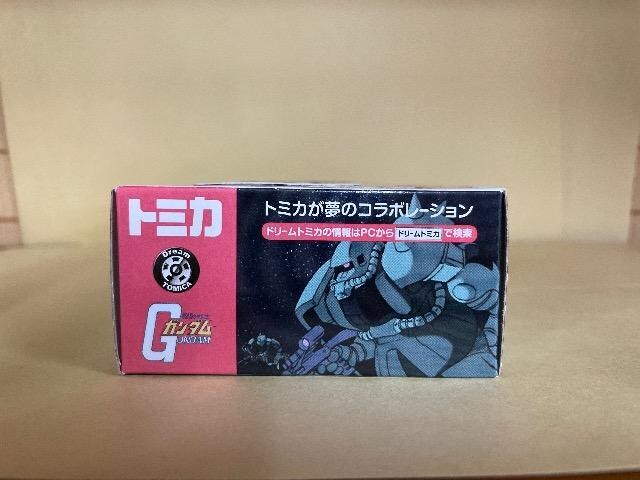 トミカ
Dream
TOMICA
ガンダム
GUNDAM
トミカが夢のコラボレーション
ドリームトミカの情報はPCから ドリームトミカ で検索